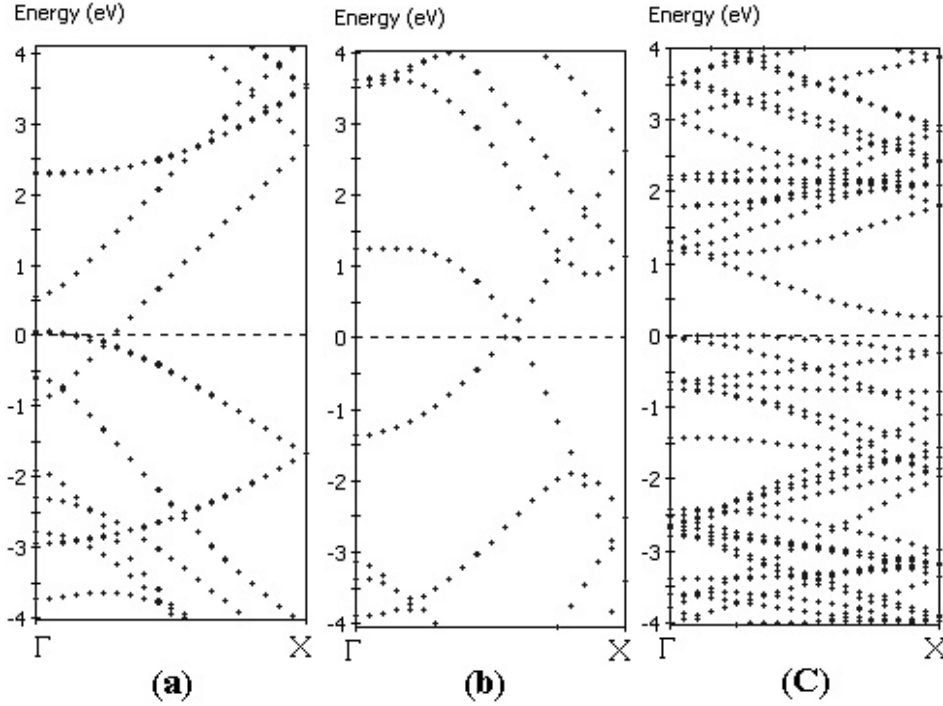 Energy (eV) Energy (eV) Energy (eV)
4 4 4
3 3 3
2 2 2
1 1 1
0 0 0
-1 -1 -1
-2 -2 -2
-3 -3 -3
-4 -4 -4
Γ X Γ X Γ X
(a) (b) (C)